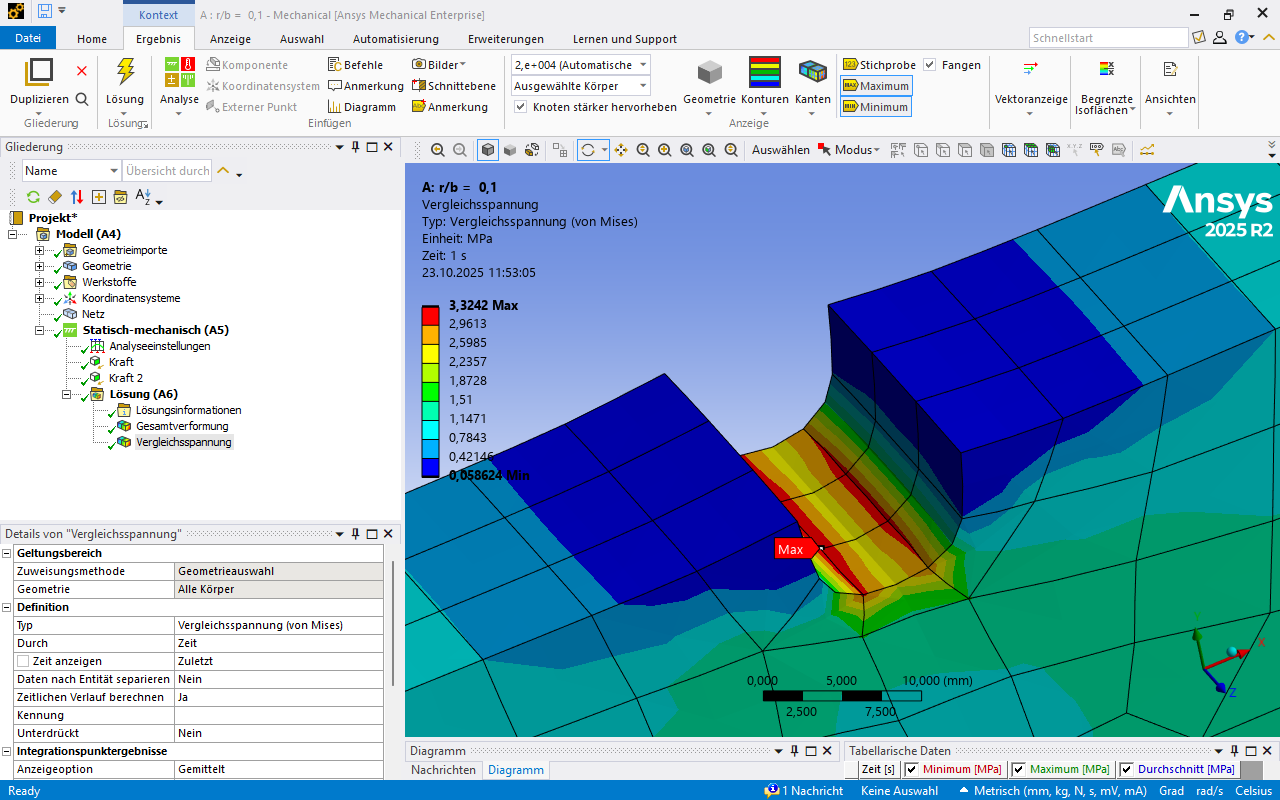 Kontext
A : r/b = 0,1 - Mechanical [Ansys Mechanical Enterprise]
Datei Home Ergebnis Anzeige Auswahl Automatisierung Erweiterungen Lernen und Support
Schnellstart
Duplizieren
Gliederung
Lösung
Lösung
Analyse
Komponente
Koordinatensystem
Externer Punkt
Befehle
Anmerkung
Diagramm
Bilder
Schnittebene
Anmerkung
Einfügen
2,e+004 (Automatische
Ausgewählte Körper
Knoten stärker hervorheben
Geometrie
Konturen
Kanten
Stichprobe
Fangen
Maximum
Minimum
Anzeige
Vektoranzeige
Begrenzte
Isoflächen
Ansichten
Gliederung
Name
Übersicht durch
Auswählen
Modus
Projekt*
Modell (A4)
Geometrieimporte
Geometrie
Werkstoffe
Koordinatensysteme
Netz
Statisch-mechanisch (A5)
Analyseeinstellungen
Kraft
Kraft 2
Lösung (A6)
Lösungsinformationen
Gesamtverformung
Vergleichsspannung
A: r/b = 0,1
Vergleichsspannung
Typ: Vergleichsspannung (von Mises)
Einheit: MPa
Zeit: 1 s
23.10.2025 11:53:05
3,3242 Max
2,9613
2,5985
2,2357
1,8728
1,51
1,1471
0,7843
0,42146
0,058624 Min
Ansys
2025 R2
Max
0,000 5,000 10,000 (mm)
2,500 7,500
X
Z
Details von "Vergleichsspannung"
Geltungsbereich
Zuweisungsmethode Geometrieauswahl
Geometrie Alle Körper
Definition
Typ Vergleichsspannung (von Mises)
Durch Zeit
Zeit anzeigen Zuletzt
Daten nach Entität separieren Nein
Zeitlichen Verlauf berechnen Ja
Kennung
Unterdrückt Nein
Integrationspunktergebnisse
Anzeigeoption Gemittelt
Diagramm
Nachrichten Diagramm
Tabellarische Daten
Zeit [s] Minimum [MPa] Maximum [MPa] Durchschnitt [MPa]
Ready
1 Nachricht Keine Auswahl Metrisch (mm, kg, N, s, mV, mA) Grad rad/s Celsius